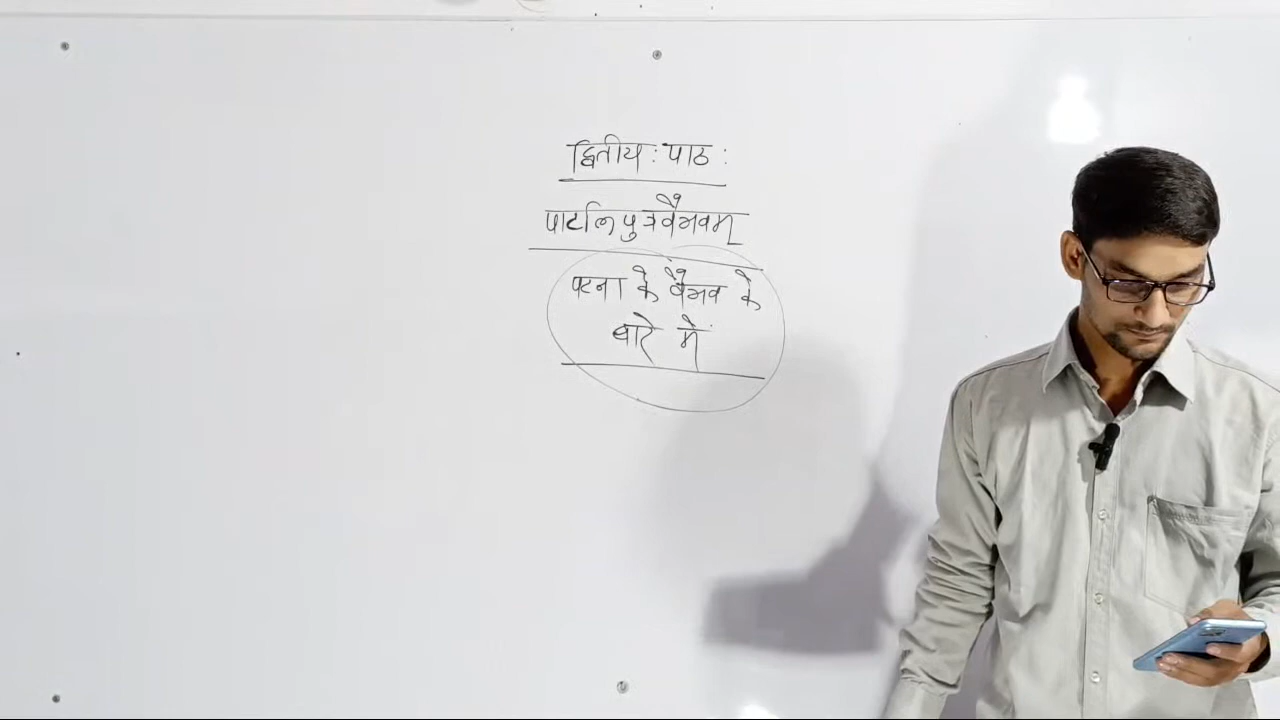 द्वितीय: पाठ:
पाटलिपुत्रवैभवम्
पटना के वैभव के
बारे में